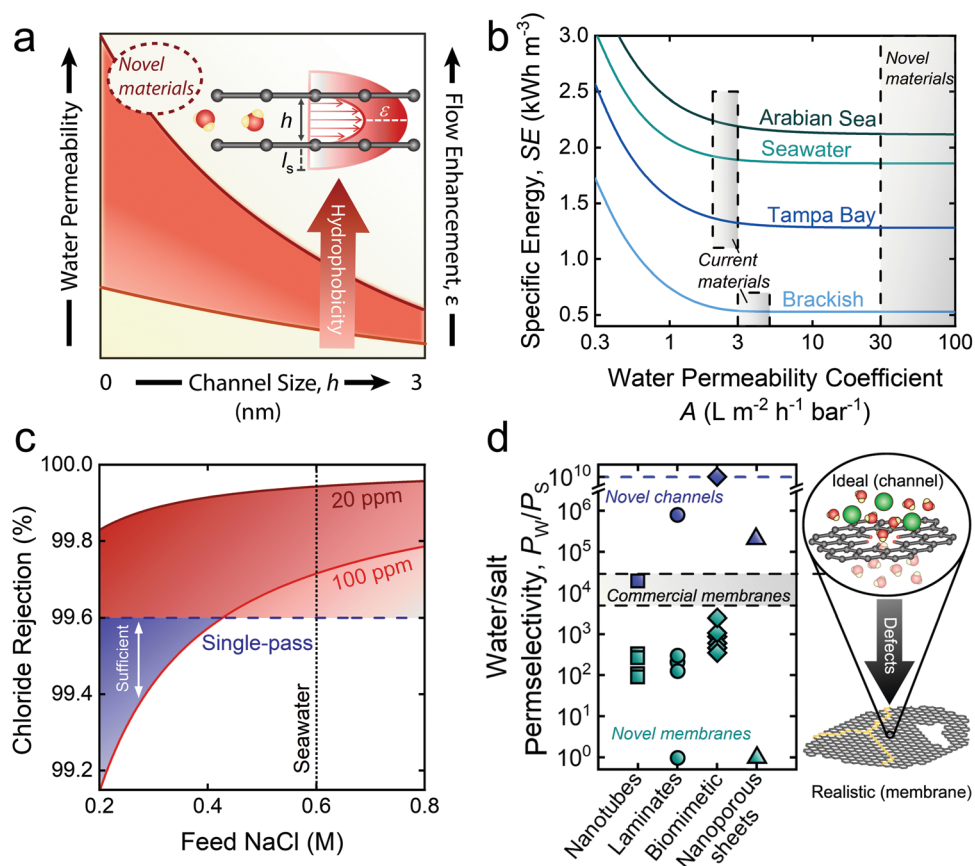 a
Water Permeability
Novel
materials
h
lₛ
ε
Hydrophobicity
Flow Enhancement, ε
0
Channel Size, h
3
(nm)
b
Specific Energy, SE (kWh m⁻³)
3.0
2.5
2.0
1.5
1.0
0.5
Novel
materials
Arabian Sea
Seawater
Tampa Bay
Current
materials
Brackish
0.3
1
3
10
30
100
Water Permeability Coefficient
A (L m⁻² h⁻¹ bar⁻¹)
c
Chloride Rejection (%)
100.0
99.8
99.6
99.4
99.2
20 ppm
100 ppm
Single-pass
Sufficient
Seawater
0.2
0.4
0.6
0.8
Feed NaCl (M)
d
Water/salt
Permselectivity, P_W/P_S
10¹⁰
10⁶
10⁵
10⁴
10³
10²
10¹
10⁰
Novel channels
Commercial membranes
Novel membranes
Nanotubes
Laminates
Biomimetic
Nanoporous
sheets
Ideal (channel)
Defects
Realistic (membrane)